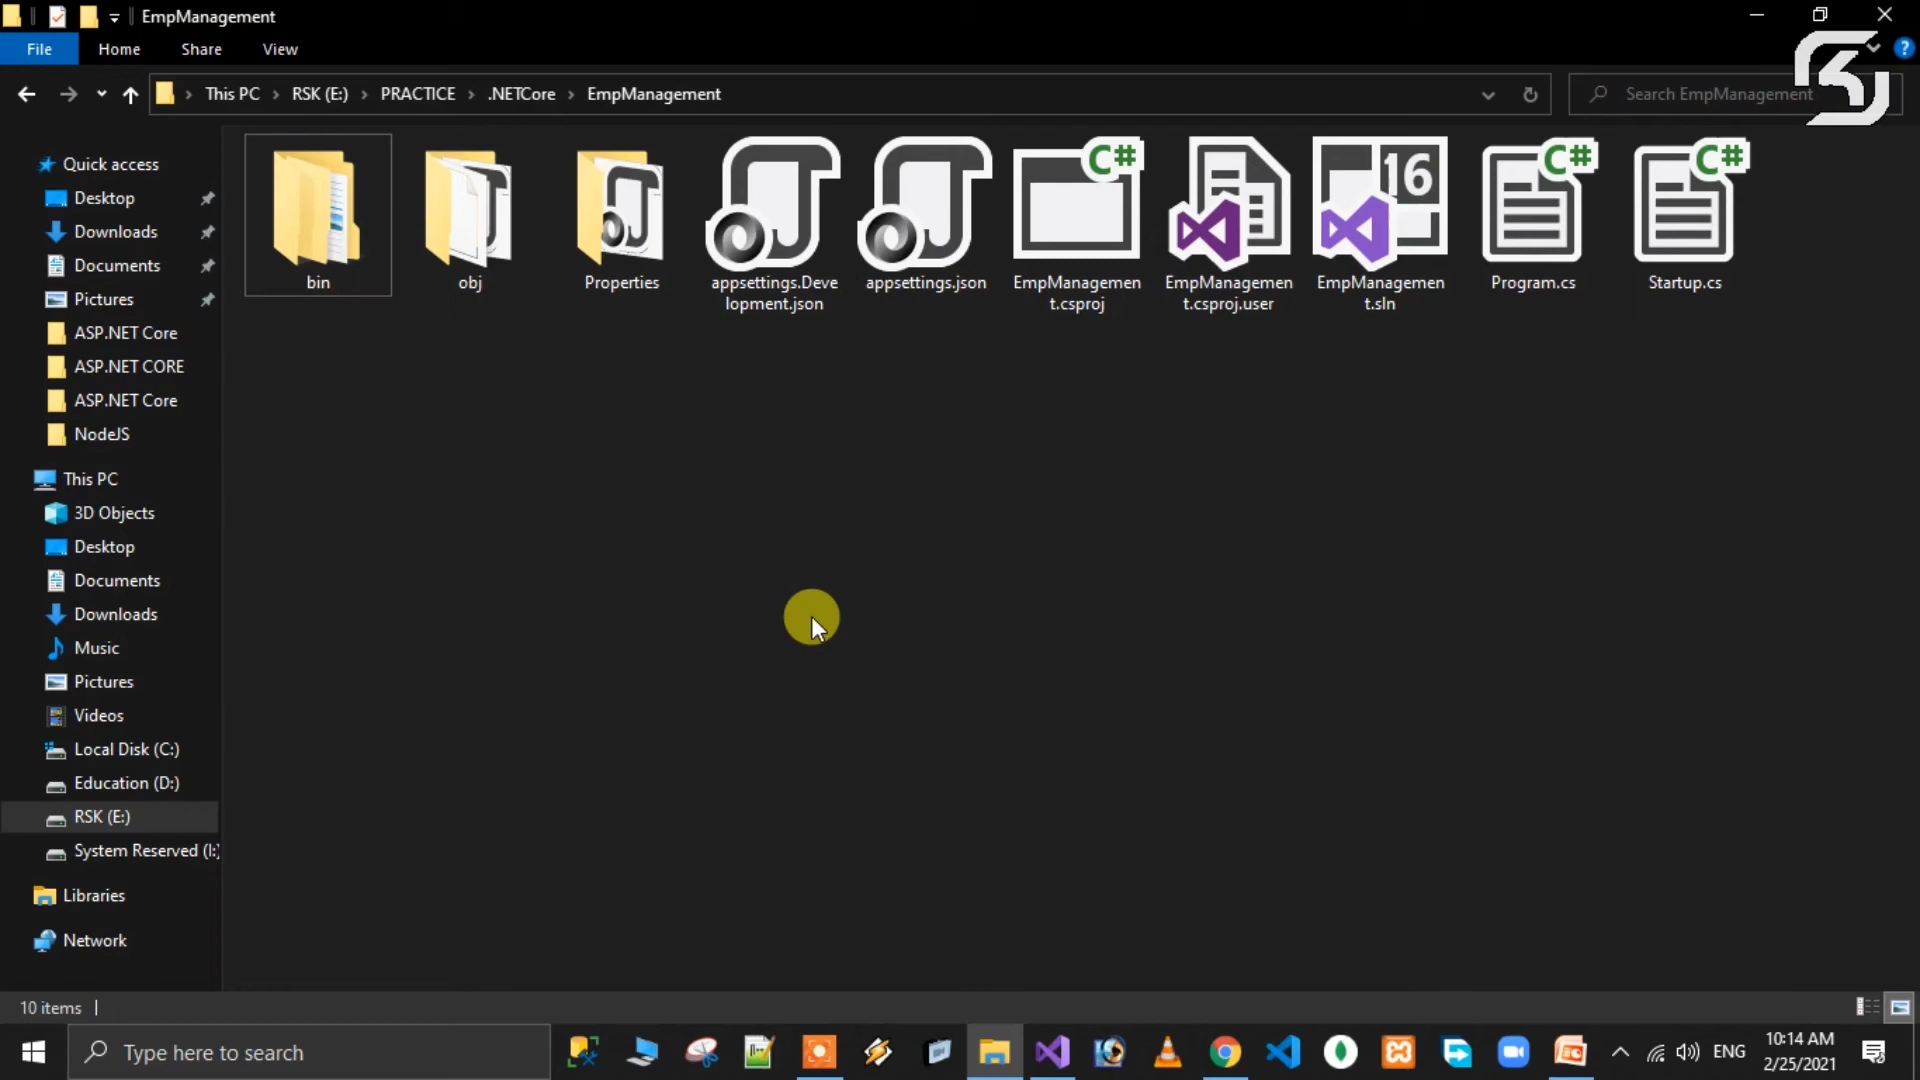 EmpManagement
File Home Share View
This PC RSK (E:) PRACTICE .NETCore EmpManagement
Search EmpManagement
Quick access
Desktop
Downloads
Documents
Pictures
ASP.NET Core
ASP.NET CORE
ASP.NET Core
NodeJS
This PC
3D Objects
Desktop
Documents
Downloads
Music
Pictures
Videos
Local Disk (C:)
Education (D:)
RSK (E:)
System Reserved (I:)
Libraries
Network
bin
obj
Properties
appsettings.Deve
lopment.json
appsettings.json
C#
EmpManagemen
t.csproj
EmpManagemen
t.csproj.user
16
EmpManagemen
t.sln
C#
Program.cs
C#
Startup.cs
10 items
Type here to search
ENG
10:14 AM
2/25/2021